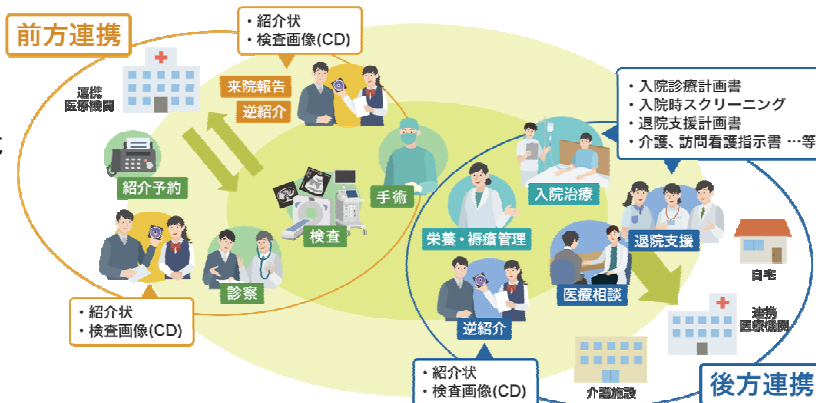 前方連携
・紹介状
・検査画像(CD)
連携
医療機関
来院報告
逆紹介
紹介予約
手術
検査
診察
・紹介状
・検査画像(CD)
・入院診療計画書
・入院時スクリーニング
・退院支援計画書
・介護、訪問看護指示書 …等
入院治療
栄養・褥瘡管理
退院支援
医療相談
逆紹介
自宅
連携
医療機関
介護施設
・紹介状
・検査画像(CD)
後方連携